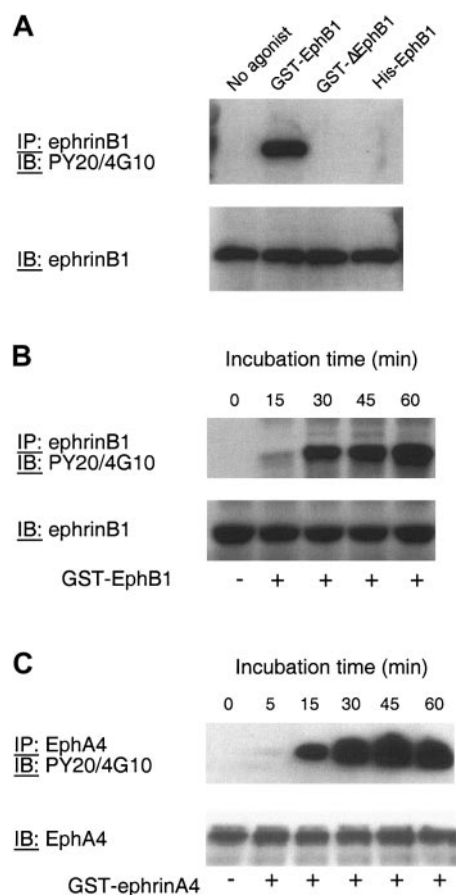 A
No agonist
GST-EphB1
GST-ΔEphB1
His-EphB1
IP: ephrinB1
IB: PY20/4G10
IB: ephrinB1
B
Incubation time (min)
0 15 30 45 60
IP: ephrinB1
IB: PY20/4G10
IB: ephrinB1
GST-EphB1 - + + + +
C
Incubation time (min)
0 5 15 30 45 60
IP: EphA4
IB: PY20/4G10
IB: EphA4
GST-ephrinA4 - + + + + +